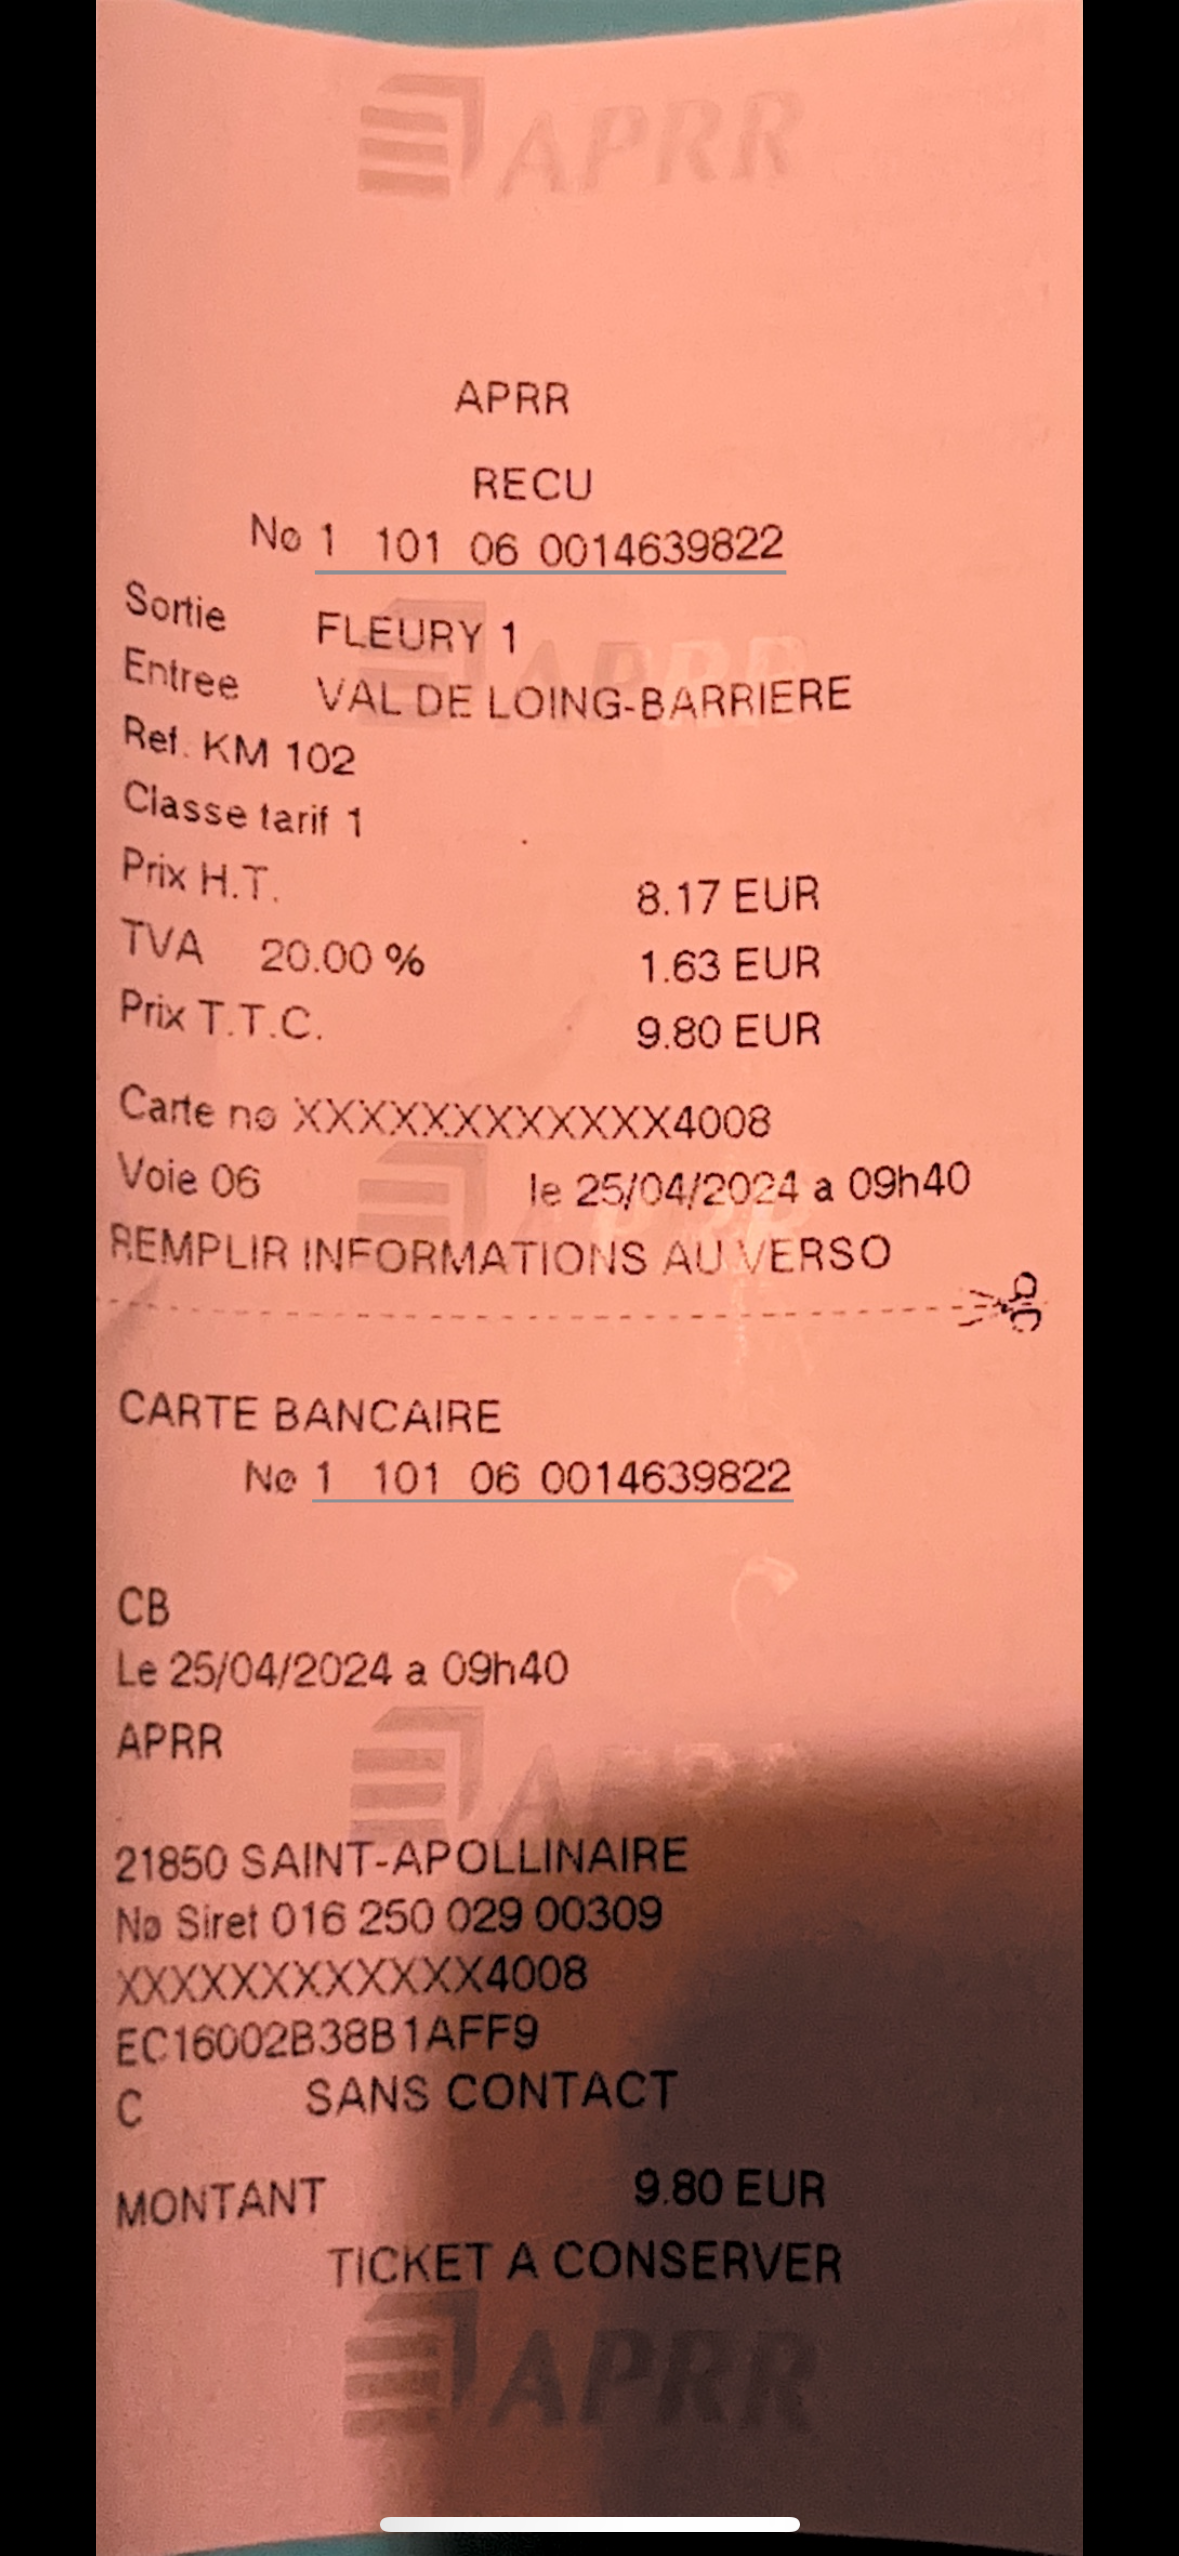 APRR
APRR
RECU
No 1 101 06 0014639822
Sortie FLEURY 1
APRR
Entree VAL DE LOING-BARRIERE
Ref. KM 102
Classe tarif 1
Prix H.T. 8.17 EUR
TVA 20.00 % 1.63 EUR
Prix T.T.C. 9.80 EUR
Carte no XXXXXXXXXXXX4008
Voie 06 le 25/04/2024 a 09h40
APRR
REMPLIR INFORMATIONS AU VERSO
CARTE BANCAIRE
No 1 101 06 0014639822
CB
Le 25/04/2024 a 09h40
APRR
APRR
21850 SAINT-APOLLINAIRE
No Siret 016 250 029 00309
XXXXXXXXXXXX4008
EC16002B38B1AFF9
C SANS CONTACT
MONTANT 9.80 EUR
TICKET A CONSERVER
APRR